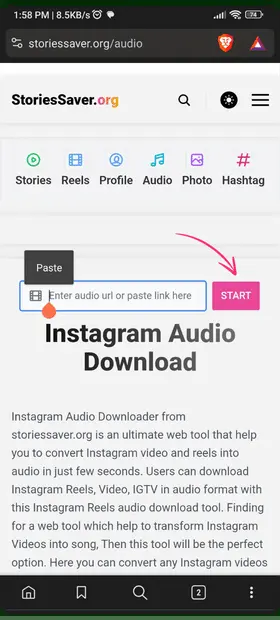 1:58 PM | 8.5KB/s
74
storiessaver.org/audio
StoriesSaver.org
Stories Reels Profile Audio Photo Hashtag
Paste
Enter audio url or paste link here
START
Instagram Audio
Download
Instagram Audio Downloader from
storiessaver.org is an ultimate web tool that help
you to convert Instagram video and reels into
audio in just few seconds. Users can download
Instagram Reels, Video, IGTV in audio format with
this Instagram Reels audio download tool. Finding
for a web tool which help to transform Instagram
Videos into song, Then this tool will be the perfect
option. Here you can convert any Instagram videos
2